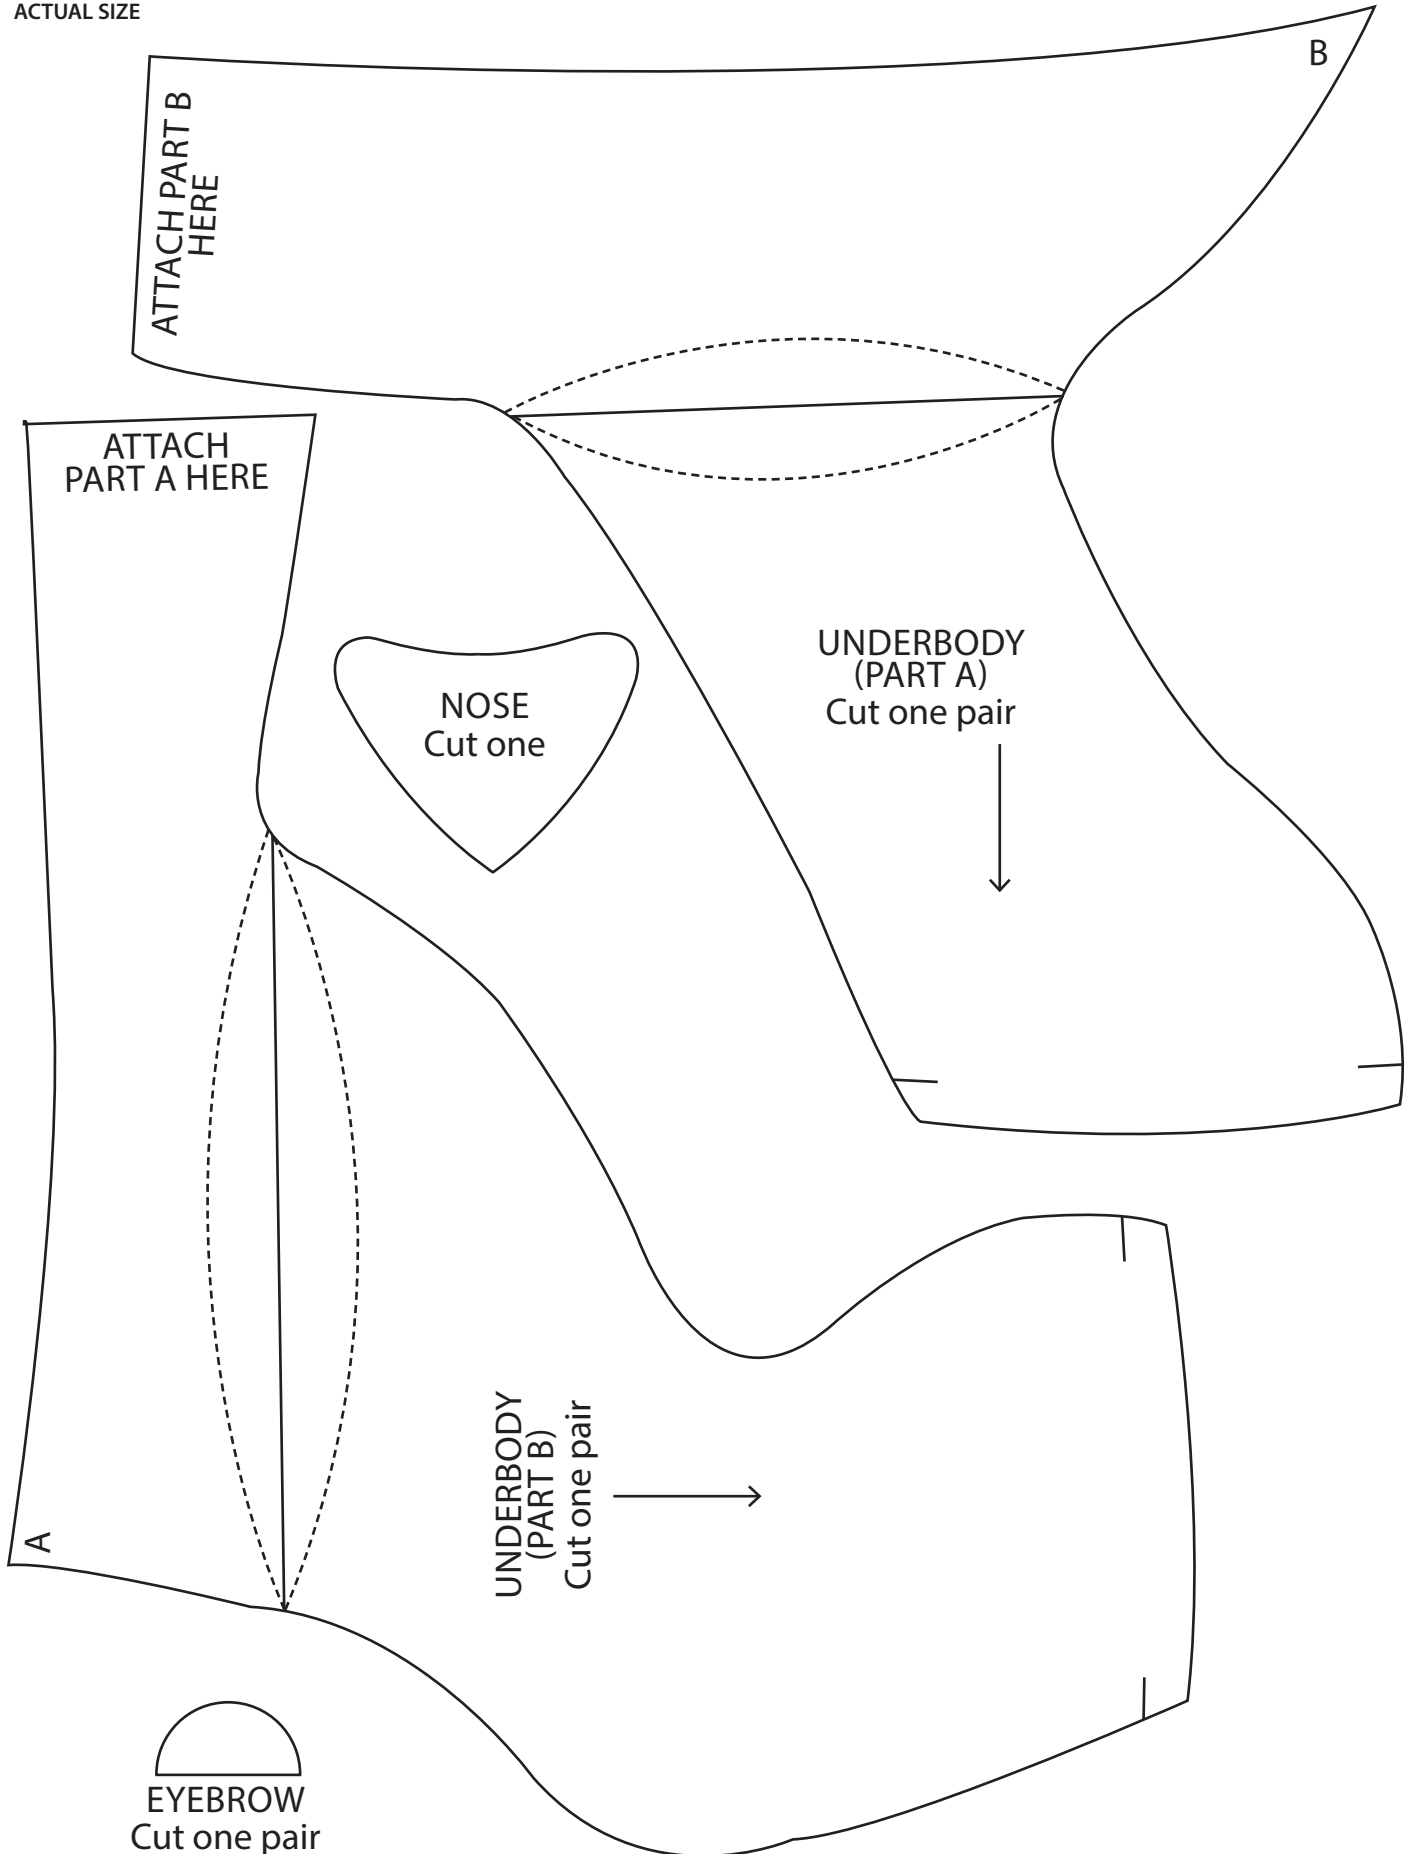 ACTUAL SIZE
B
ATTACH PART B
HERE
ATTACH
PART A HERE
NOSE
Cut one
UNDERBODY
(PART A)
Cut one pair
UNDERBODY
(PART B)
Cut one pair
A
EYEBROW
Cut one pair